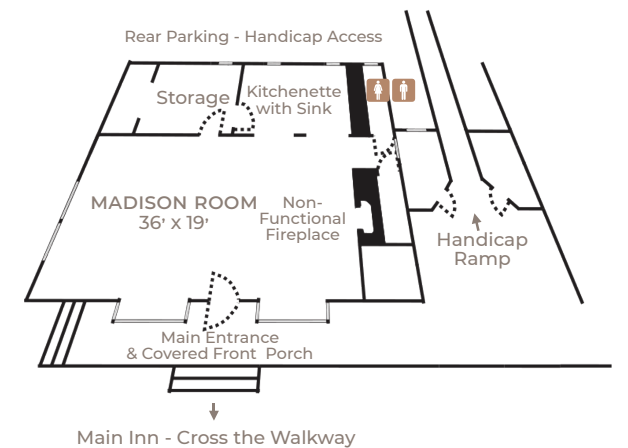 Rear Parking - Handicap Access
Storage
Kitchenette
with Sink
MADISON ROOM
36' X 19'
Non-
Functional
Fireplace
Handicap
Ramp
Main Entrance
& Covered Front Porch
Main Inn - Cross the Walkway